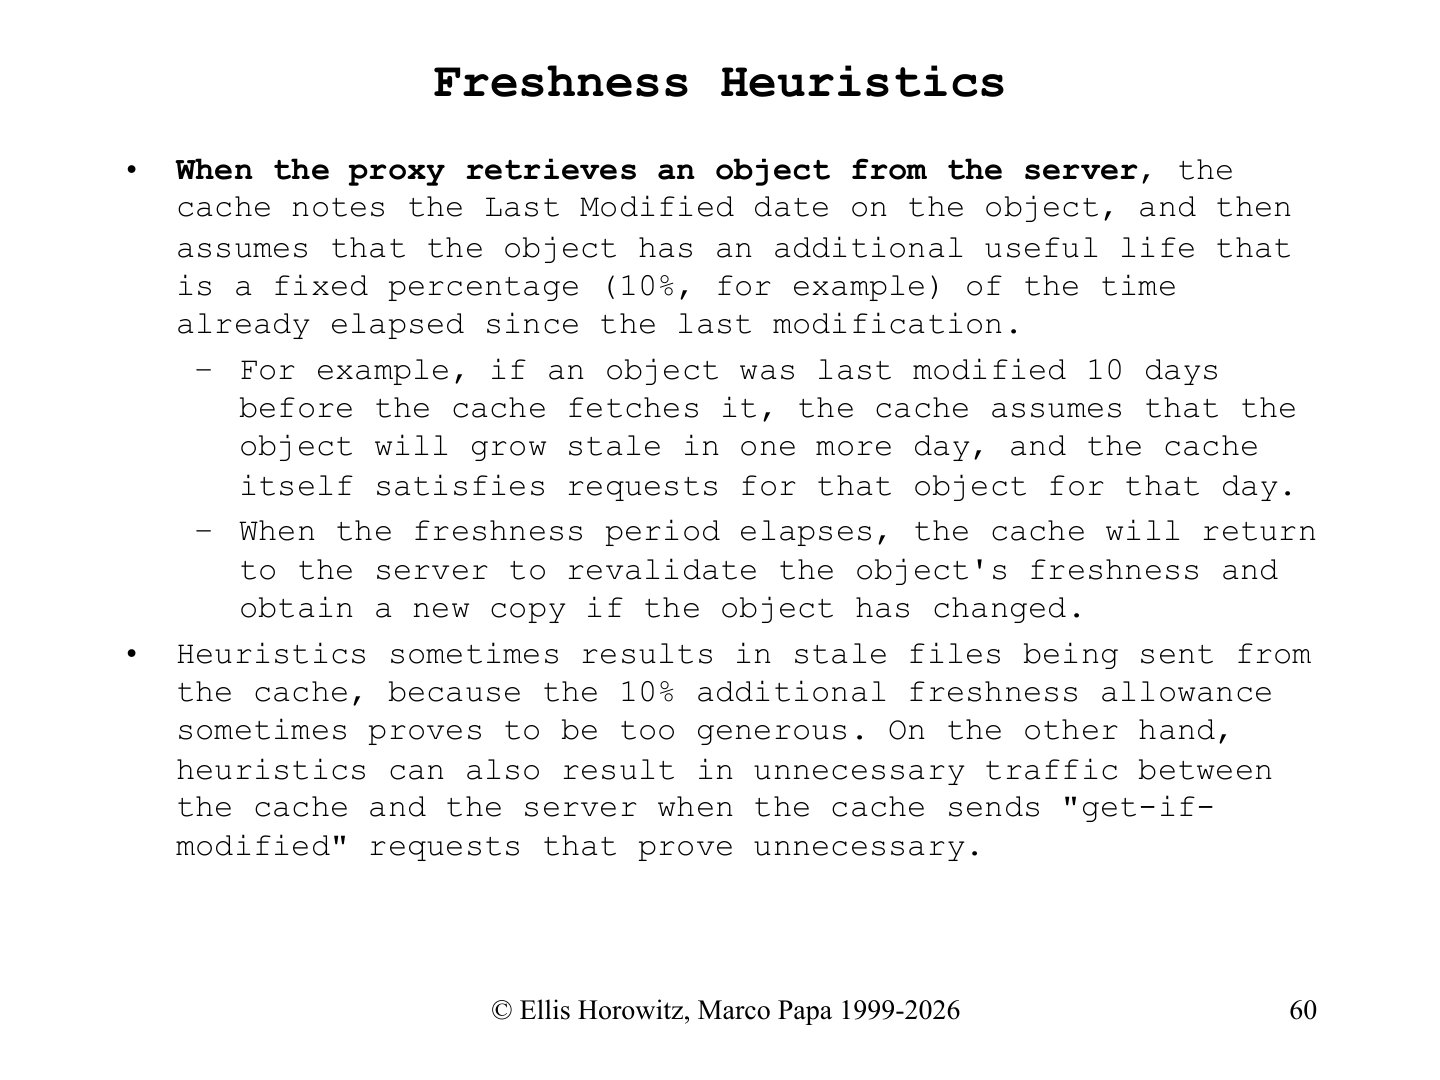 Freshness Heuristics
• When the proxy retrieves an object from the server, the
cache notes the Last Modified date on the object, and then
assumes that the object has an additional useful life that
is a fixed percentage (10%, for example) of the time
already elapsed since the last modification.
– For example, if an object was last modified 10 days
before the cache fetches it, the cache assumes that the
object will grow stale in one more day, and the cache
itself satisfies requests for that object for that day.
– When the freshness period elapses, the cache will return
to the server to revalidate the object's freshness and
obtain a new copy if the object has changed.
• Heuristics sometimes results in stale files being sent from
the cache, because the 10% additional freshness allowance
sometimes proves to be too generous. On the other hand,
heuristics can also result in unnecessary traffic between
the cache and the server when the cache sends "get-if-
modified" requests that prove unnecessary.
© Ellis Horowitz, Marco Papa 1999-2026
60